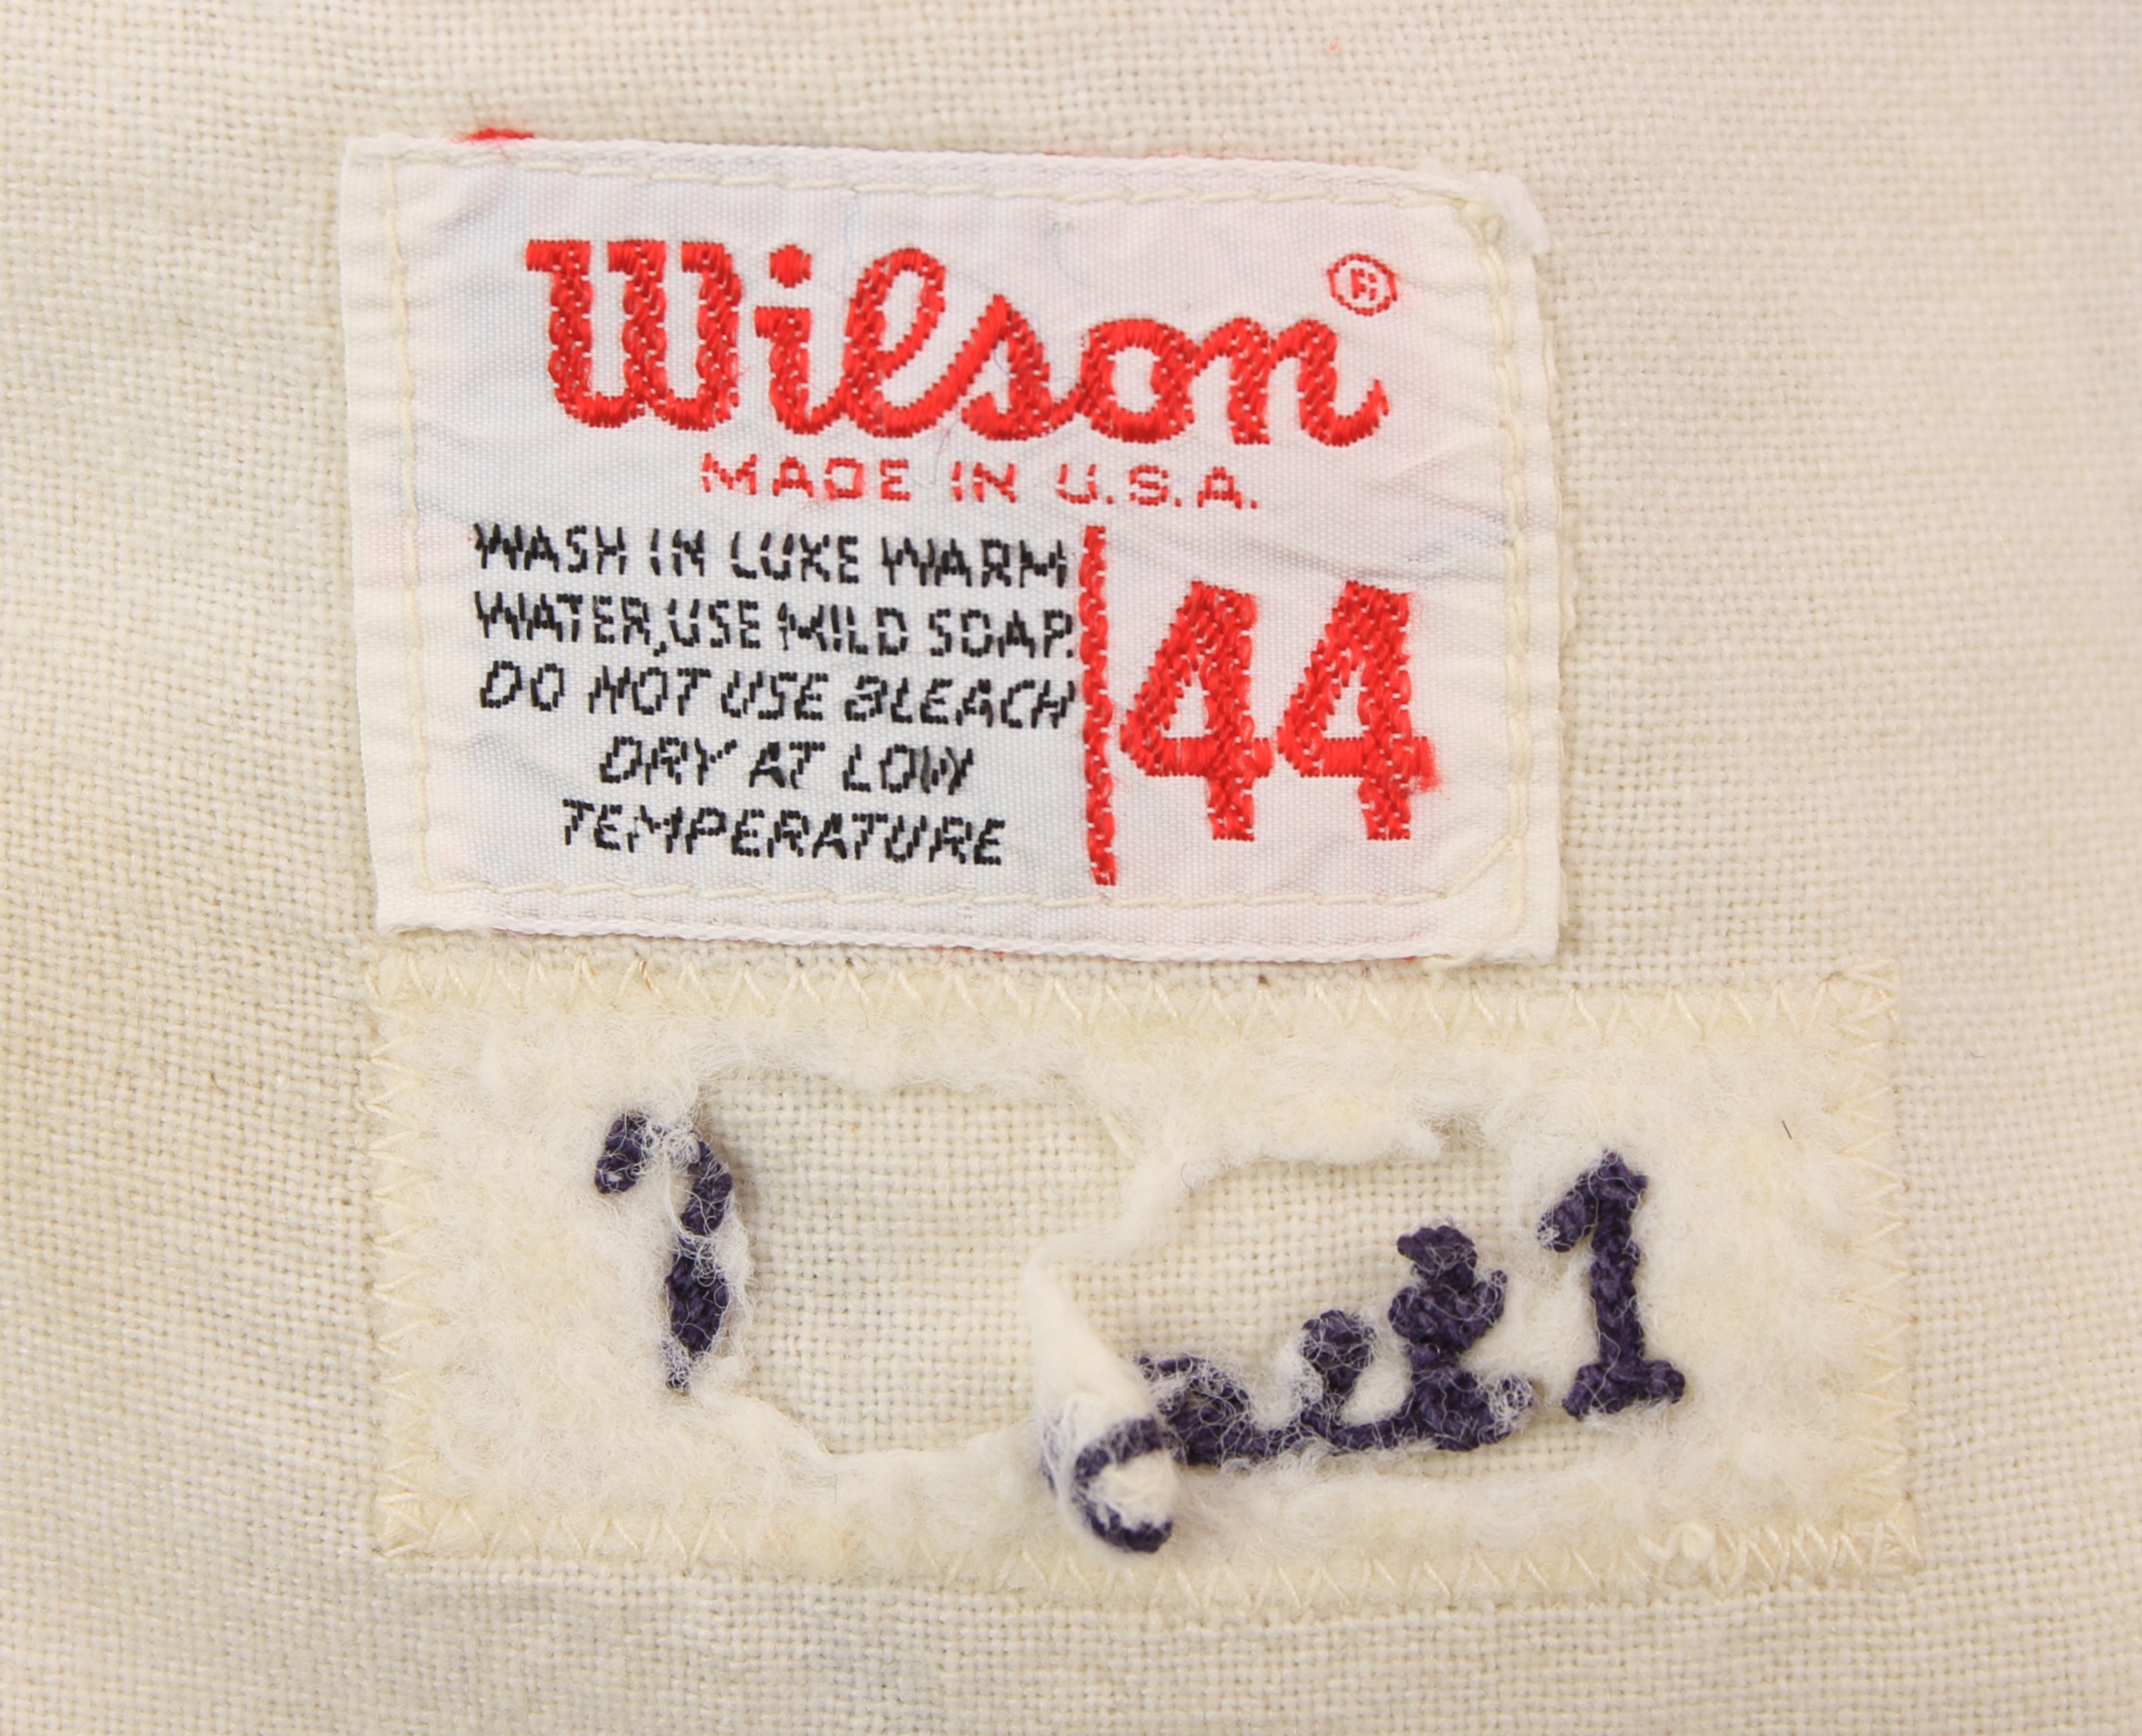 Wilson ®
MADE IN U.S.A.
WASH IN LUKE WARM
WATER, USE MILD SOAP.
DO NOT USE BLEACH
DRY AT LOW
TEMPERATURE
44
1